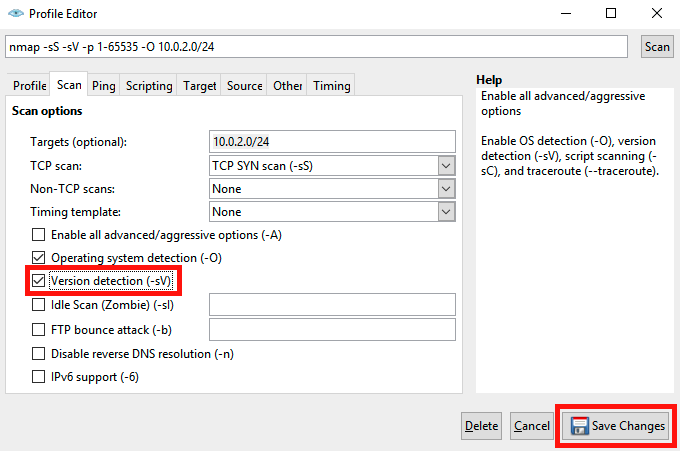 Profile Editor
nmap -sS -sV -p 1-65535 -O 10.0.2.0/24
Scan
Profile Scan Ping Scripting Target Source Other Timing
Scan options
Targets (optional): 10.0.2.0/24
TCP scan: TCP SYN scan (-sS)
Non-TCP scans: None
Timing template: None
Enable all advanced/aggressive options (-A)
Operating system detection (-O)
Version detection (-sV)
Idle Scan (Zombie) (-sI)
FTP bounce attack (-b)
Disable reverse DNS resolution (-n)
IPv6 support (-6)
Help
Enable all advanced/aggressive
options
Enable OS detection (-O), version
detection (-sV), script scanning (-
sC), and traceroute (--traceroute).
Delete Cancel Save Changes